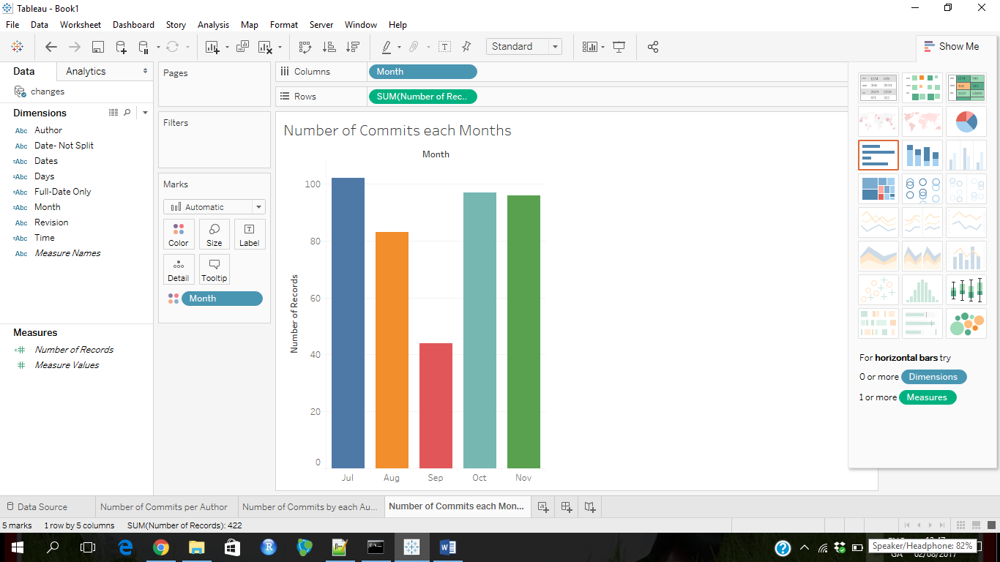 Tableau - Book1
File Data Worksheet Dashboard Story Analysis Map Format Server Window Help
Standard
Show Me
Data Analytics
changes
Dimensions
Abc Author
Abc Date- Not Split
=Abc Dates
=Abc Days
=Abc Full-Date Only
Abc Month
Abc Revision
=Abc Time
Abc Measure Names
Measures
=# Number of Records
# Measure Values
Pages
Filters
Marks
Automatic
Color Size Label
Detail Tooltip
Month
Columns Month
Rows SUM(Number of Rec..
Number of Commits each Months
Month
Number of Records
100
80
60
40
20
0
Jul Aug Sep Oct Nov
For horizontal bars try
0 or more Dimensions
1 or more Measures
Data Source Number of Commits per Author Number of Commits by each Au... Number of Commits each Mon...
5 marks 1 row by 5 columns SUM(Number of Records): 422
Speaker/Headphone: 82%
GA 02/08/2017